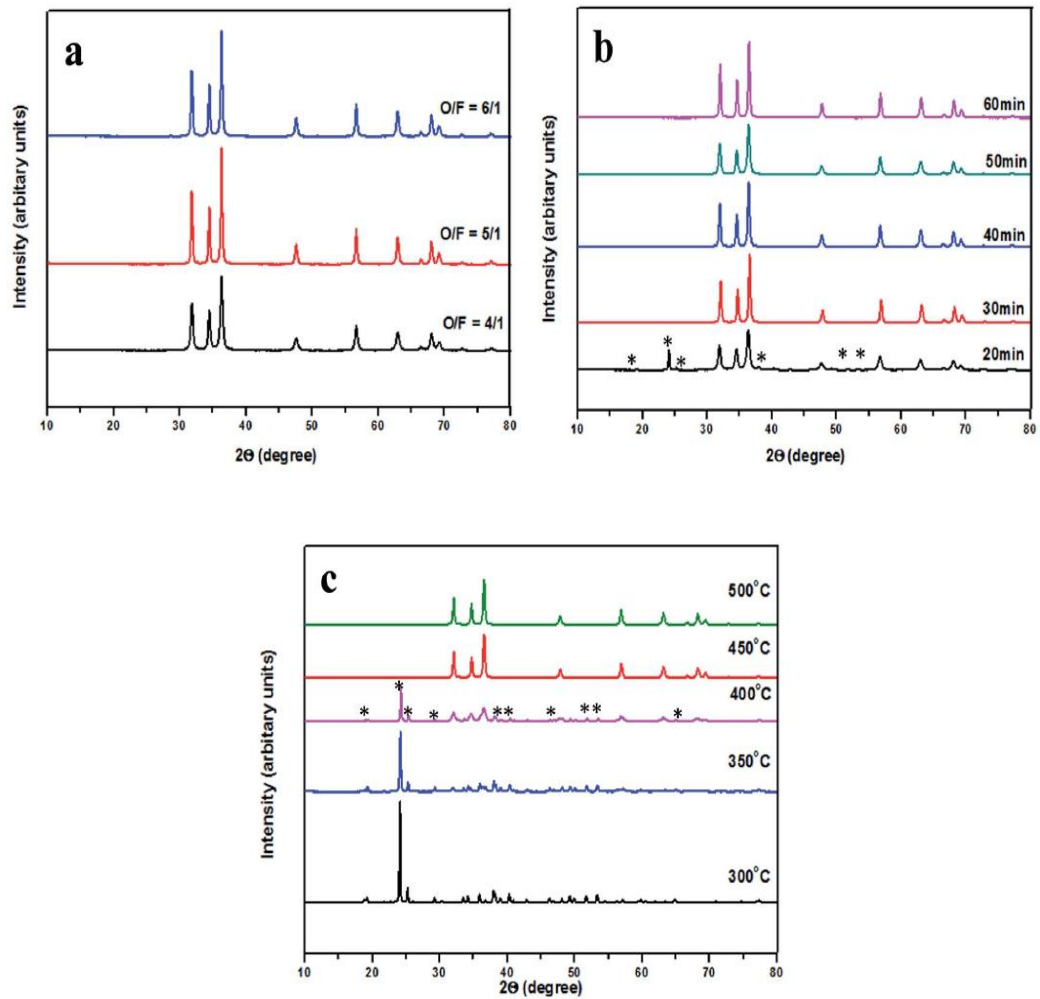 a
O/F = 6/1
O/F = 5/1
O/F = 4/1
Intensity (arbitary units)
10 20 30 40 50 60 70 80
2Θ (degree)
b
60min
50min
40min
30min
20min
* * * * * *
Intensity (arbitary units)
10 20 30 40 50 60 70 80
2Θ (degree)
c
500°C
450°C
400°C
350°C
300°C
* * * * * * * * * *
Intensity (arbitary units)
10 20 30 40 50 60 70 80
2Θ (degree)